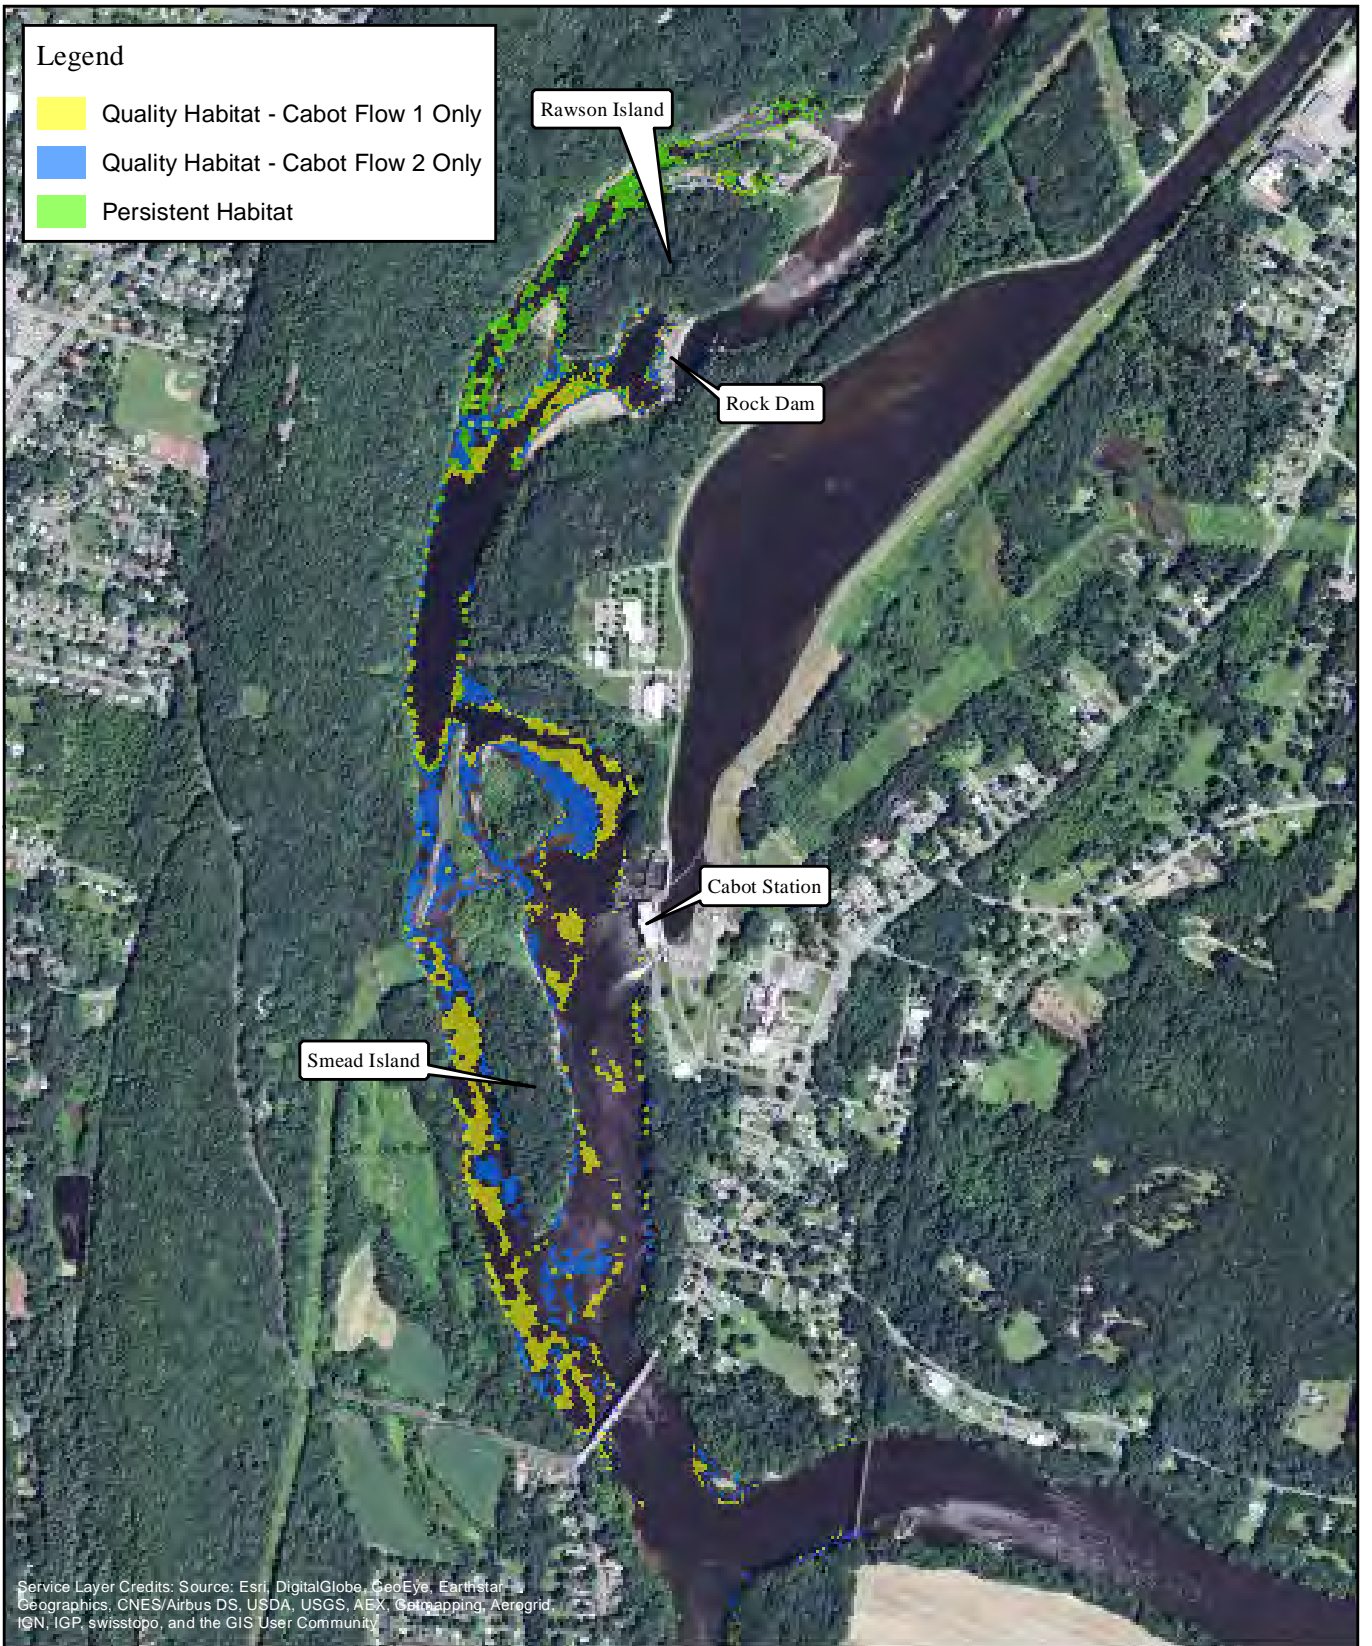 Legend
Quality Habitat - Cabot Flow 1 Only
Quality Habitat - Cabot Flow 2 Only
Persistent Habitat
Rawson Island
Rock Dam
Cabot Station
Smead Island
Service Layer Credits: Source: Esri, DigitalGlobe, GeoEye, Earthstar
Geographics, CNES/Airbus DS, USDA, USGS, AEX, Getmapping, Aerogrid,
IGN, IGP, swisstopo, and the GIS User Community